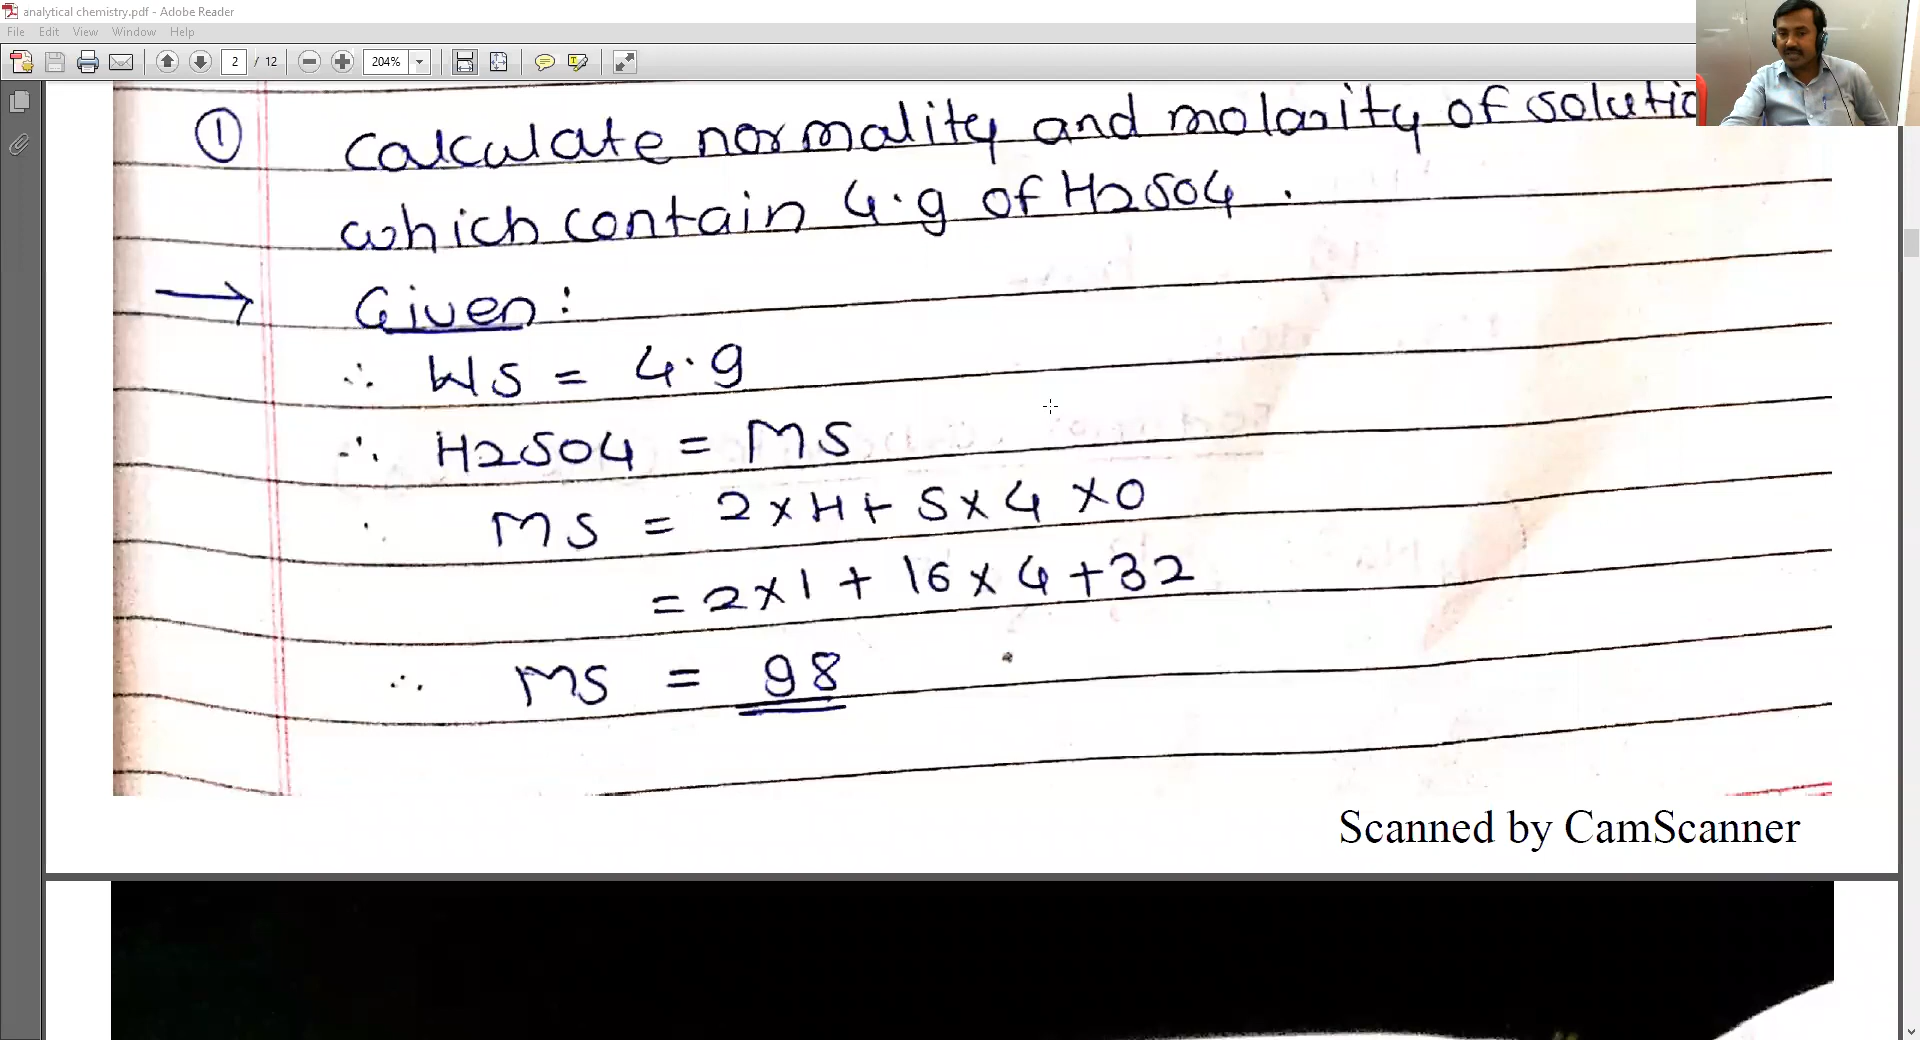 analytical chemistry.pdf - Adobe Reader
File Edit View Window Help
2 / 12 204%
① Calculate normality and molarity of solutio
which contain 4.g of H2SO4 .
→ Given :
∴ WS = 4.g
∴ H2SO4 = MS
MS = 2 x H + S x 4 x O
= 2 x 1 + 16 x 4 + 32
∴ MS = 98
Scanned by CamScanner